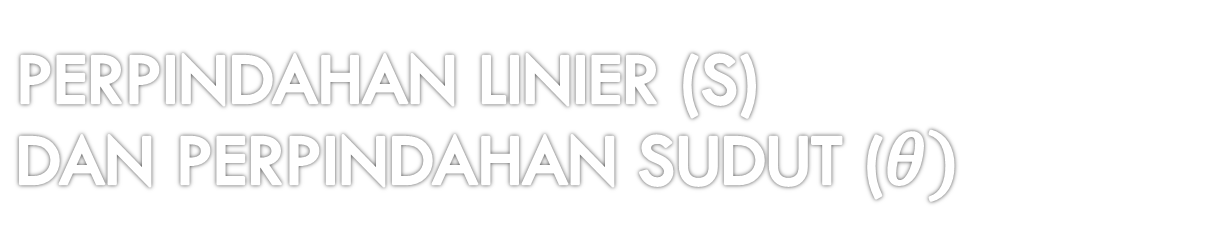 PERPINDAHAN LINIER (S)
DAN PERPINDAHAN SUDUT (θ)